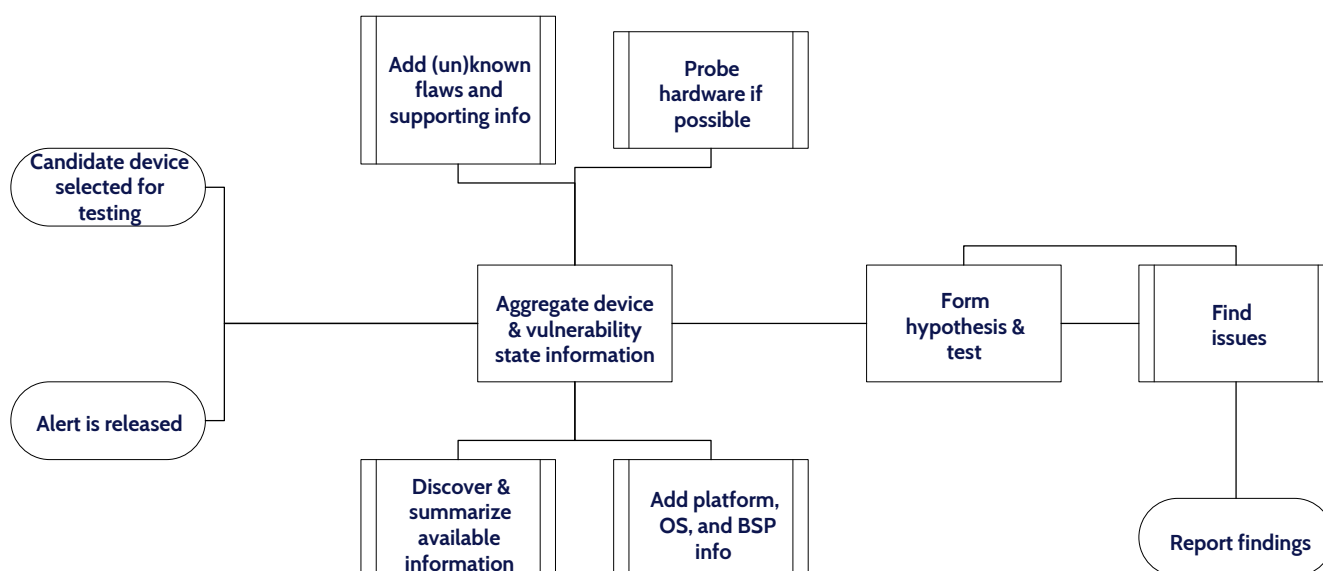 Add (un)known
flaws and
supporting info
Probe
hardware if
possible
Candidate device
selected for
testing
Aggregate device
& vulnerability
state information
Form
hypothesis &
test
Find
issues
Alert is released
Discover &
summarize
available
information
Add platform,
OS, and BSP
info
Report findings